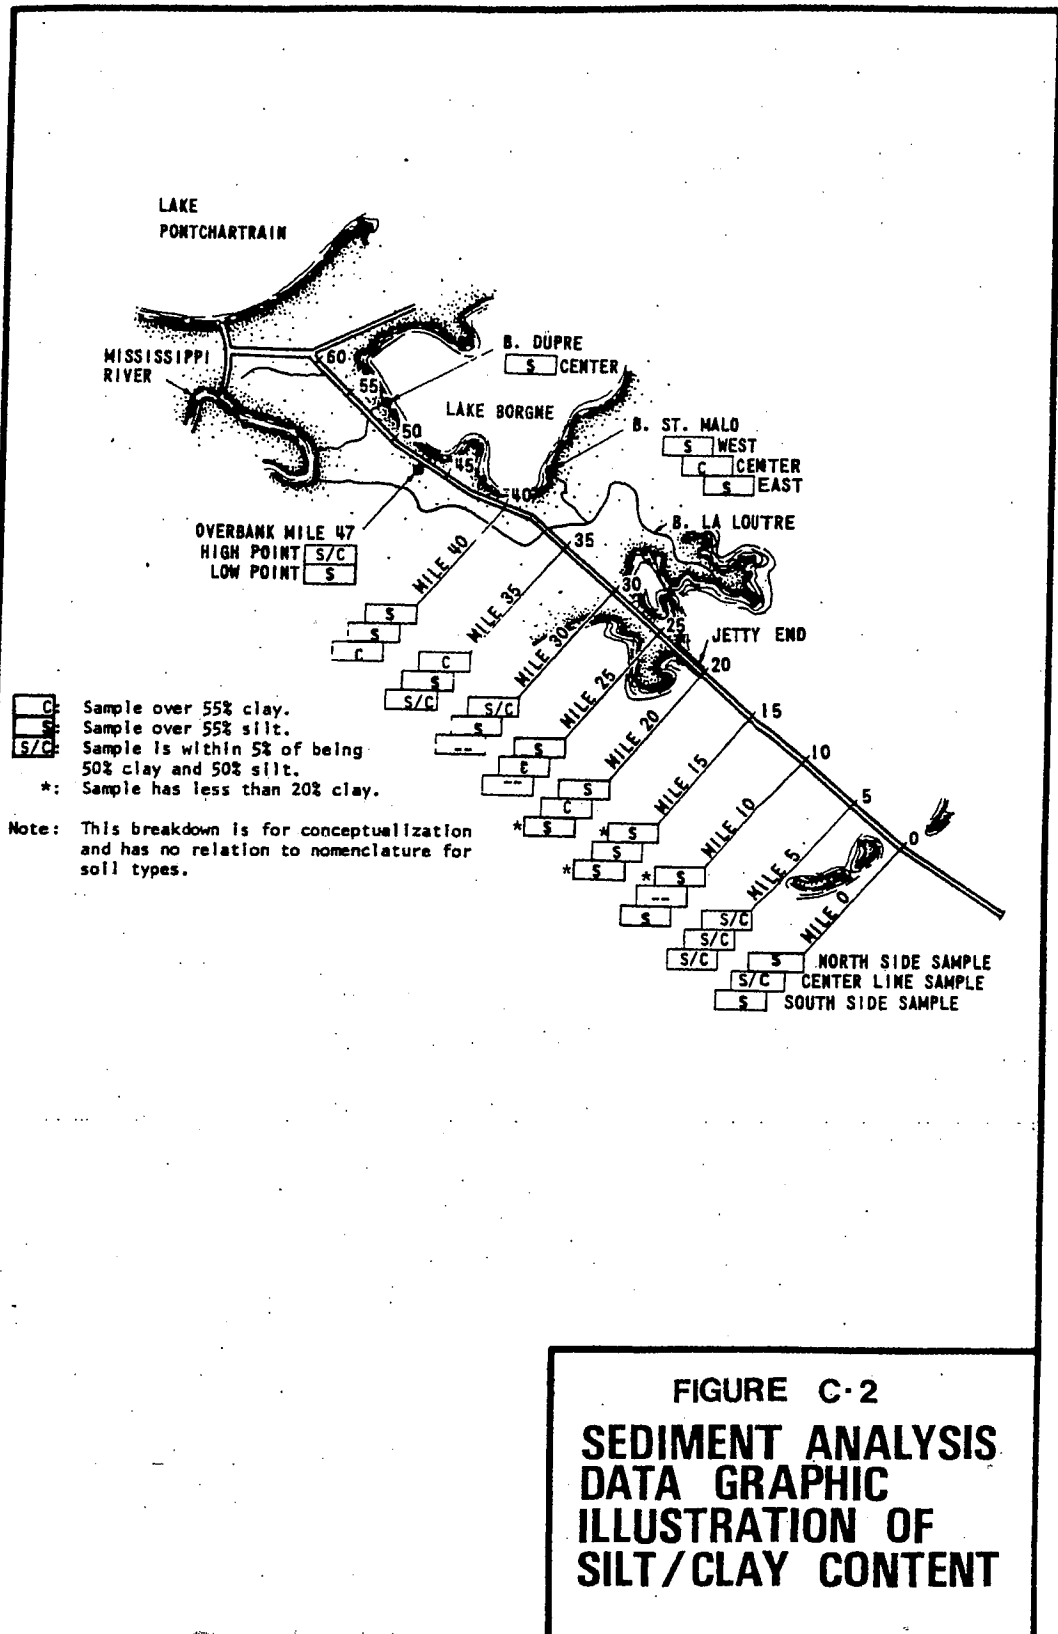 LAKE
PONTCHARTRAIN
MISSISSIPPI
RIVER
60
55
50
45
40
35
30
25
20
15
10
5
0
B. DUPRE
S CENTER
LAKE BORGNE
B. ST. MALO
S WEST
C CENTER
S EAST
B. LA LOUTRE
JETTY END
OVERBANK MILE 47
HIGH POINT S/C
LOW POINT S
MILE 40
S
S
C
MILE 35
C
S
S/C
MILE 30
S/C
S
--
MILE 25
S
C
--
MILE 20
S
C
* S
MILE 15
* S
S
* S
MILE 10
* S
--
S
MILE 5
S/C
S/C
S/C
MILE 0
S NORTH SIDE SAMPLE
S/C CENTER LINE SAMPLE
S SOUTH SIDE SAMPLE
C: Sample over 55% clay.
S: Sample over 55% silt.
S/C: Sample is within 5% of being
50% clay and 50% silt.
*: Sample has less than 20% clay.
Note: This breakdown is for conceptualization
and has no relation to nomenclature for
soil types.
FIGURE C-2
SEDIMENT ANALYSIS
DATA GRAPHIC
ILLUSTRATION OF
SILT/CLAY CONTENT